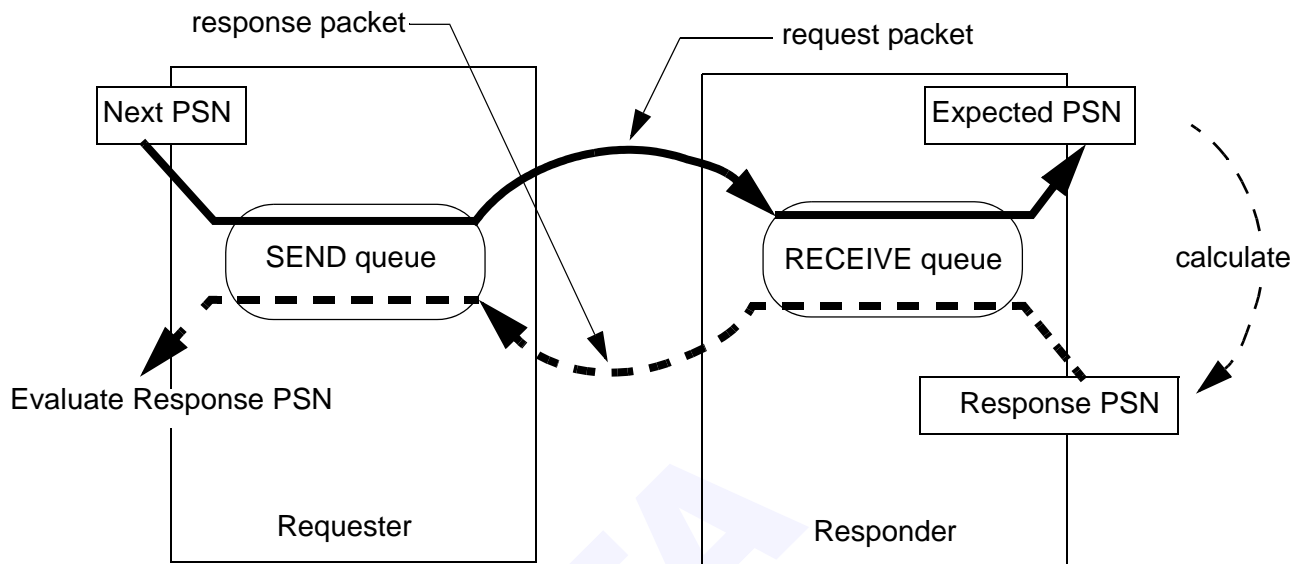 response packet
request packet
Next PSN
Expected PSN
SEND queue
RECEIVE queue
calculate
Evaluate Response PSN
Response PSN
Requester
Responder